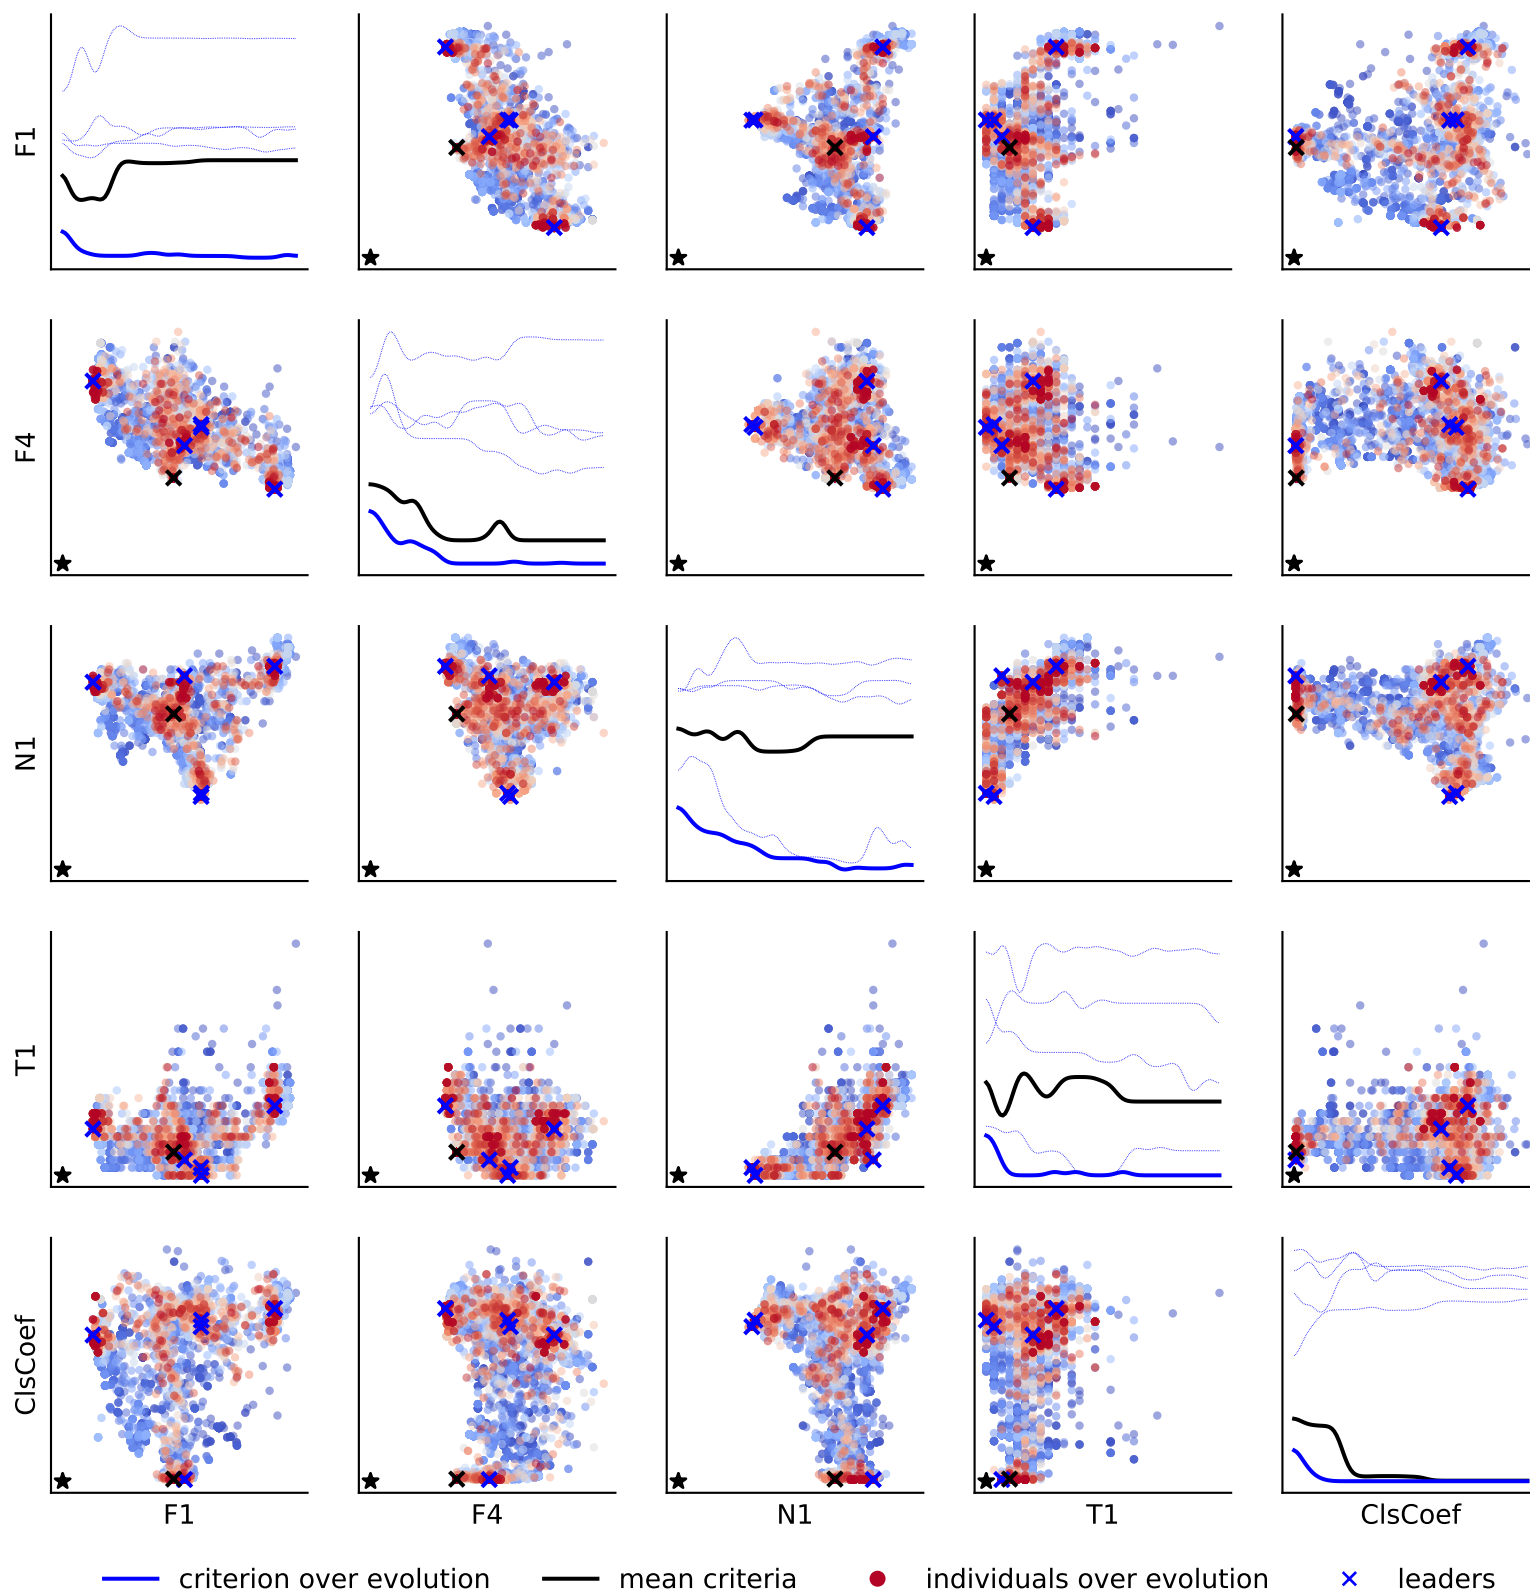 F1
F4
N1
T1
ClsCoef
F1 F4 N1 T1 ClsCoef
criterion over evolution mean criteria individuals over evolution leaders